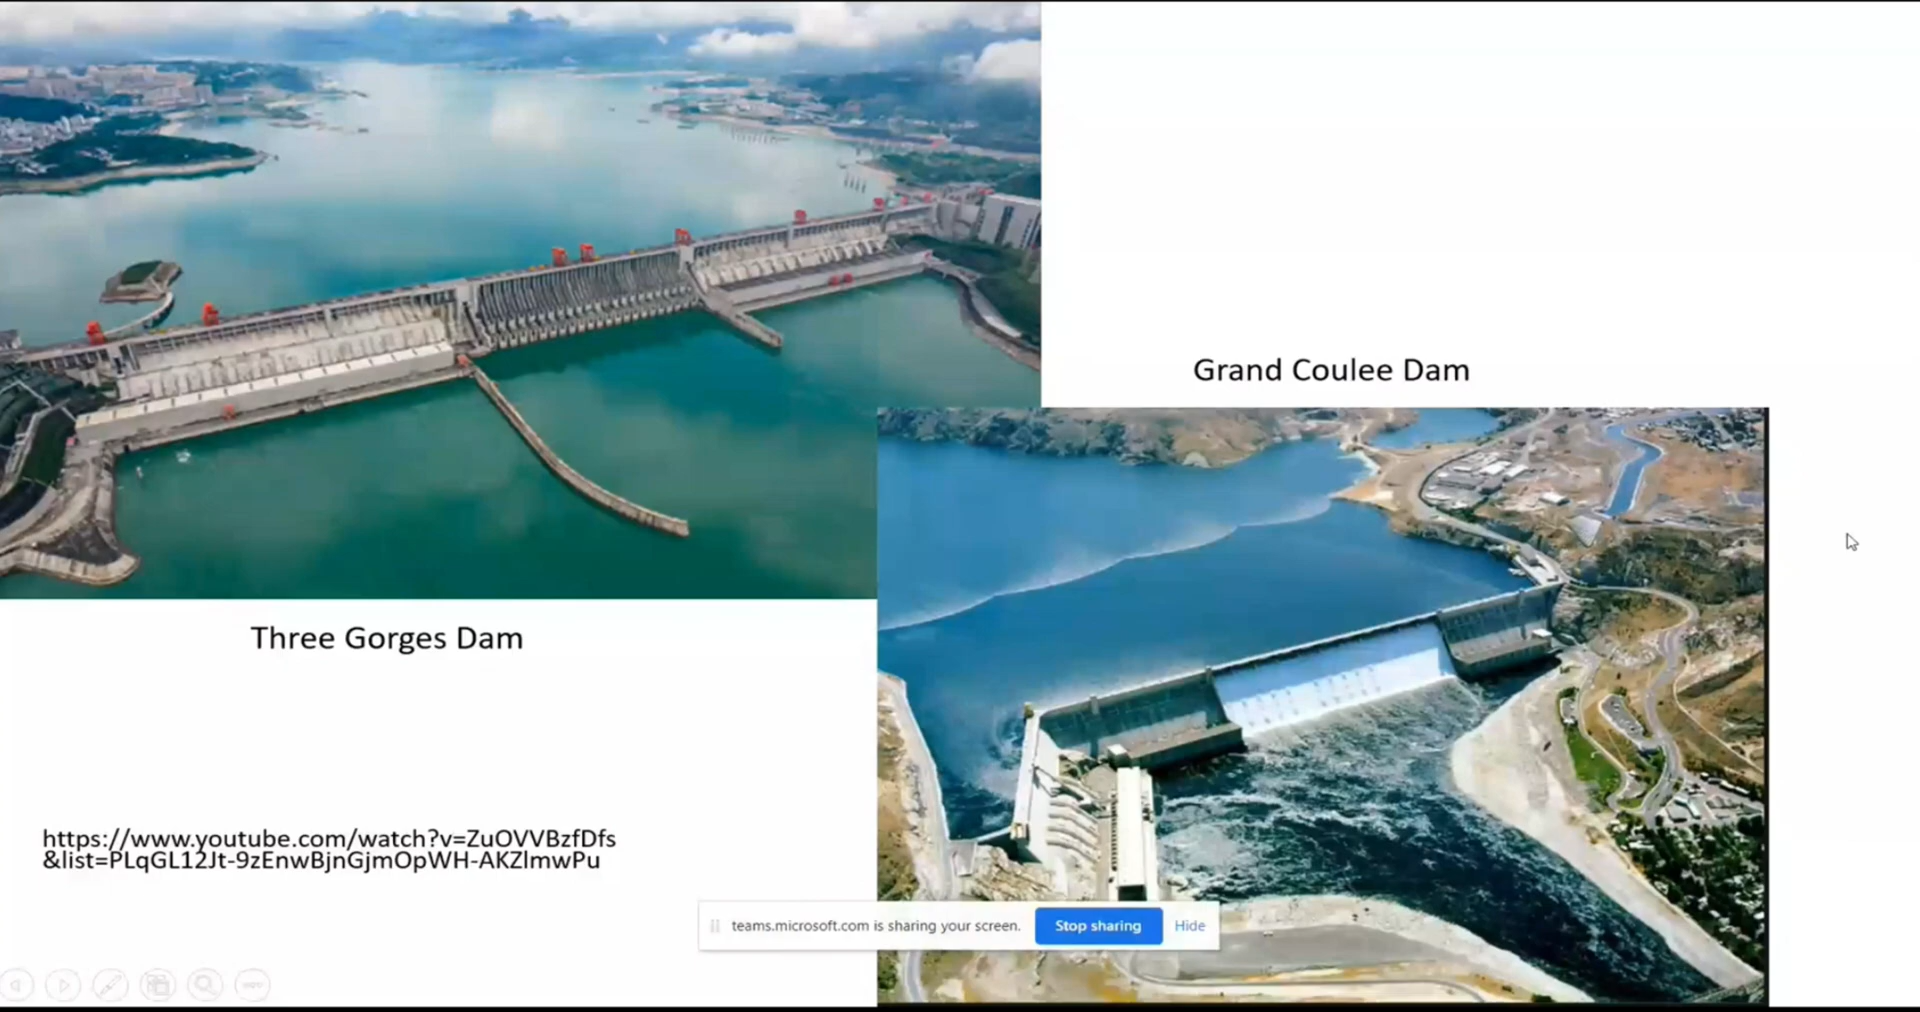 Grand Coulee Dam
Three Gorges Dam
https://www.youtube.com/watch?v=ZuOVVBzfDfs
&list=PLqGL12Jt-9zEnwBjnGjmOpWH-AKZlmwPu
teams.microsoft.com is sharing your screen.
Stop sharing
Hide